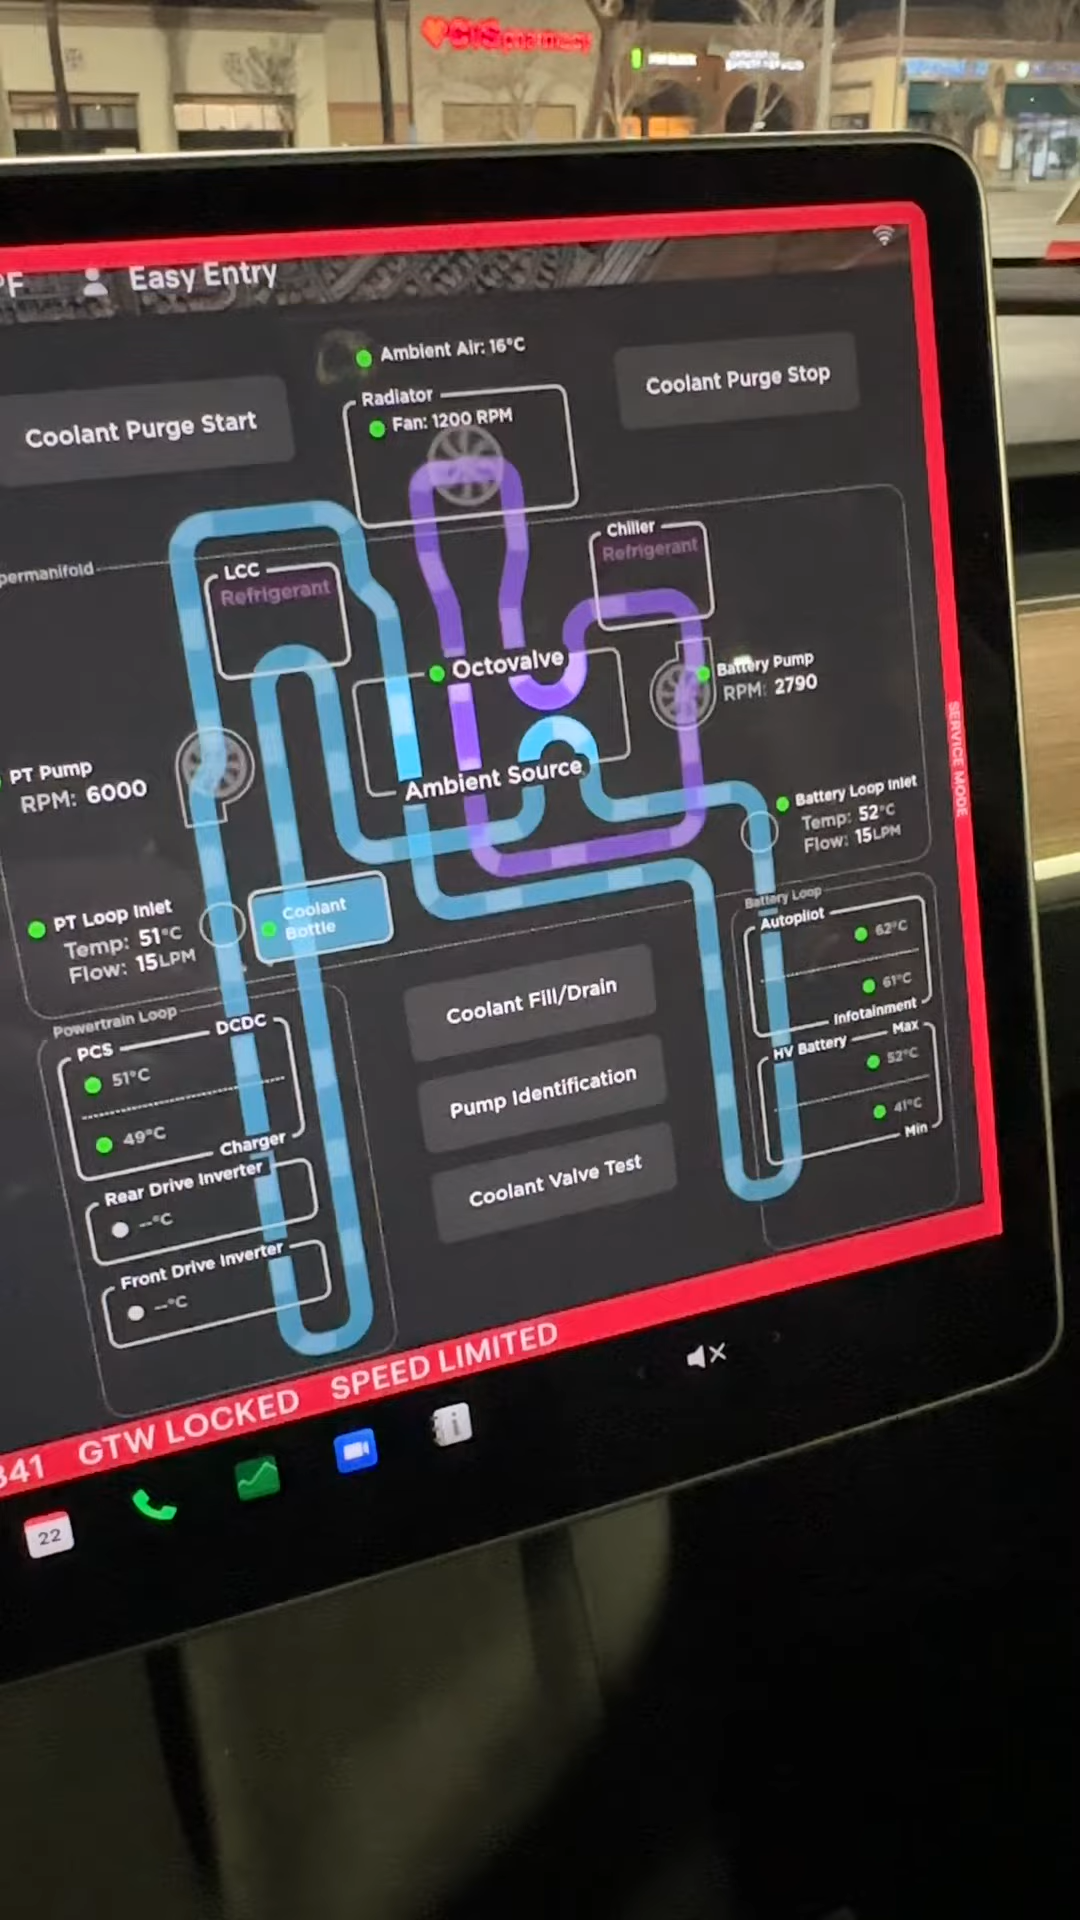 CVS pharmacy
°F
Easy Entry
Ambient Air: 16°C
Coolant Purge Start
Coolant Purge Stop
Radiator
Fan: 1200 RPM
permanifold
LCC
Refrigerant
Chiller
Refrigerant
Octovalve
Ambient Source
Battery Pump
RPM: 2790
PT Pump
RPM: 6000
Battery Loop Inlet
Temp: 52°C
Flow: 15LPM
SERVICE MODE
PT Loop Inlet
Temp: 51°C
Flow: 15LPM
Coolant
Bottle
Battery Loop
Autopilot
62°C
61°C
Infotainment
HV Battery
Max
52°C
41°C
Min
Powertrain Loop
PCS
DCDC
51°C
49°C
Charger
Rear Drive Inverter
--°C
Front Drive Inverter
--°C
Coolant Fill/Drain
Pump Identification
Coolant Valve Test
341 GTW LOCKED SPEED LIMITED
22